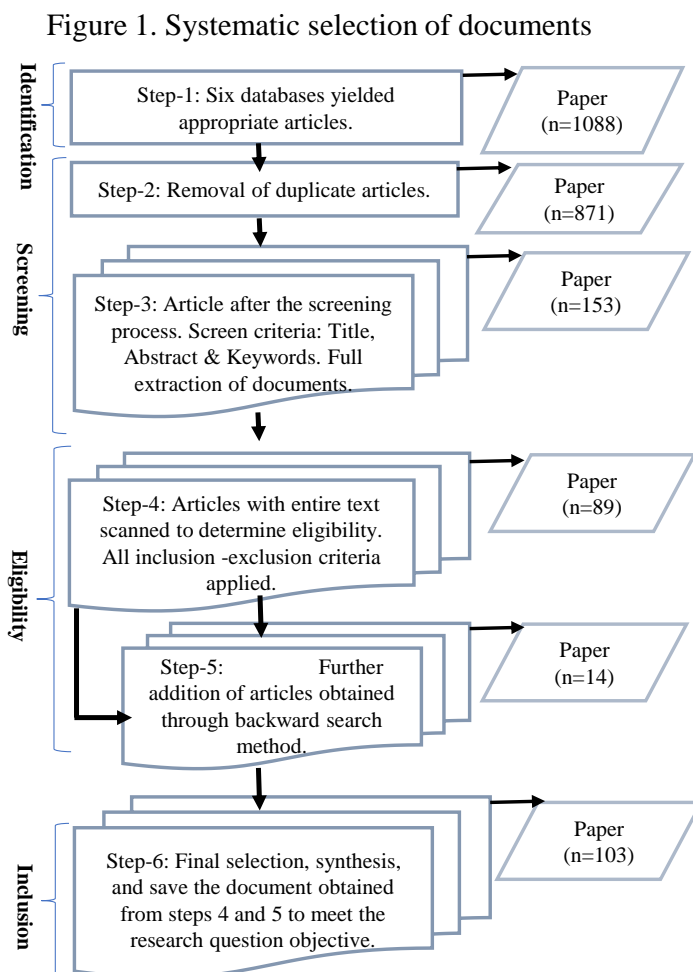 Figure 1. Systematic selection of documents
Identification
Step-1: Six databases yielded
appropriate articles.
Paper
(n=1088)
Screening
Step-2: Removal of duplicate articles.
Paper
(n=871)
Step-3: Article after the screening
process. Screen criteria: Title,
Abstract & Keywords. Full
extraction of documents.
Paper
(n=153)
Eligibility
Step-4: Articles with entire text
scanned to determine eligibility.
All inclusion -exclusion criteria
applied.
Paper
(n=89)
Step-5: Further
addition of articles obtained
through backward search
method.
Paper
(n=14)
Inclusion
Step-6: Final selection, synthesis,
and save the document obtained
from steps 4 and 5 to meet the
research question objective.
Paper
(n=103)